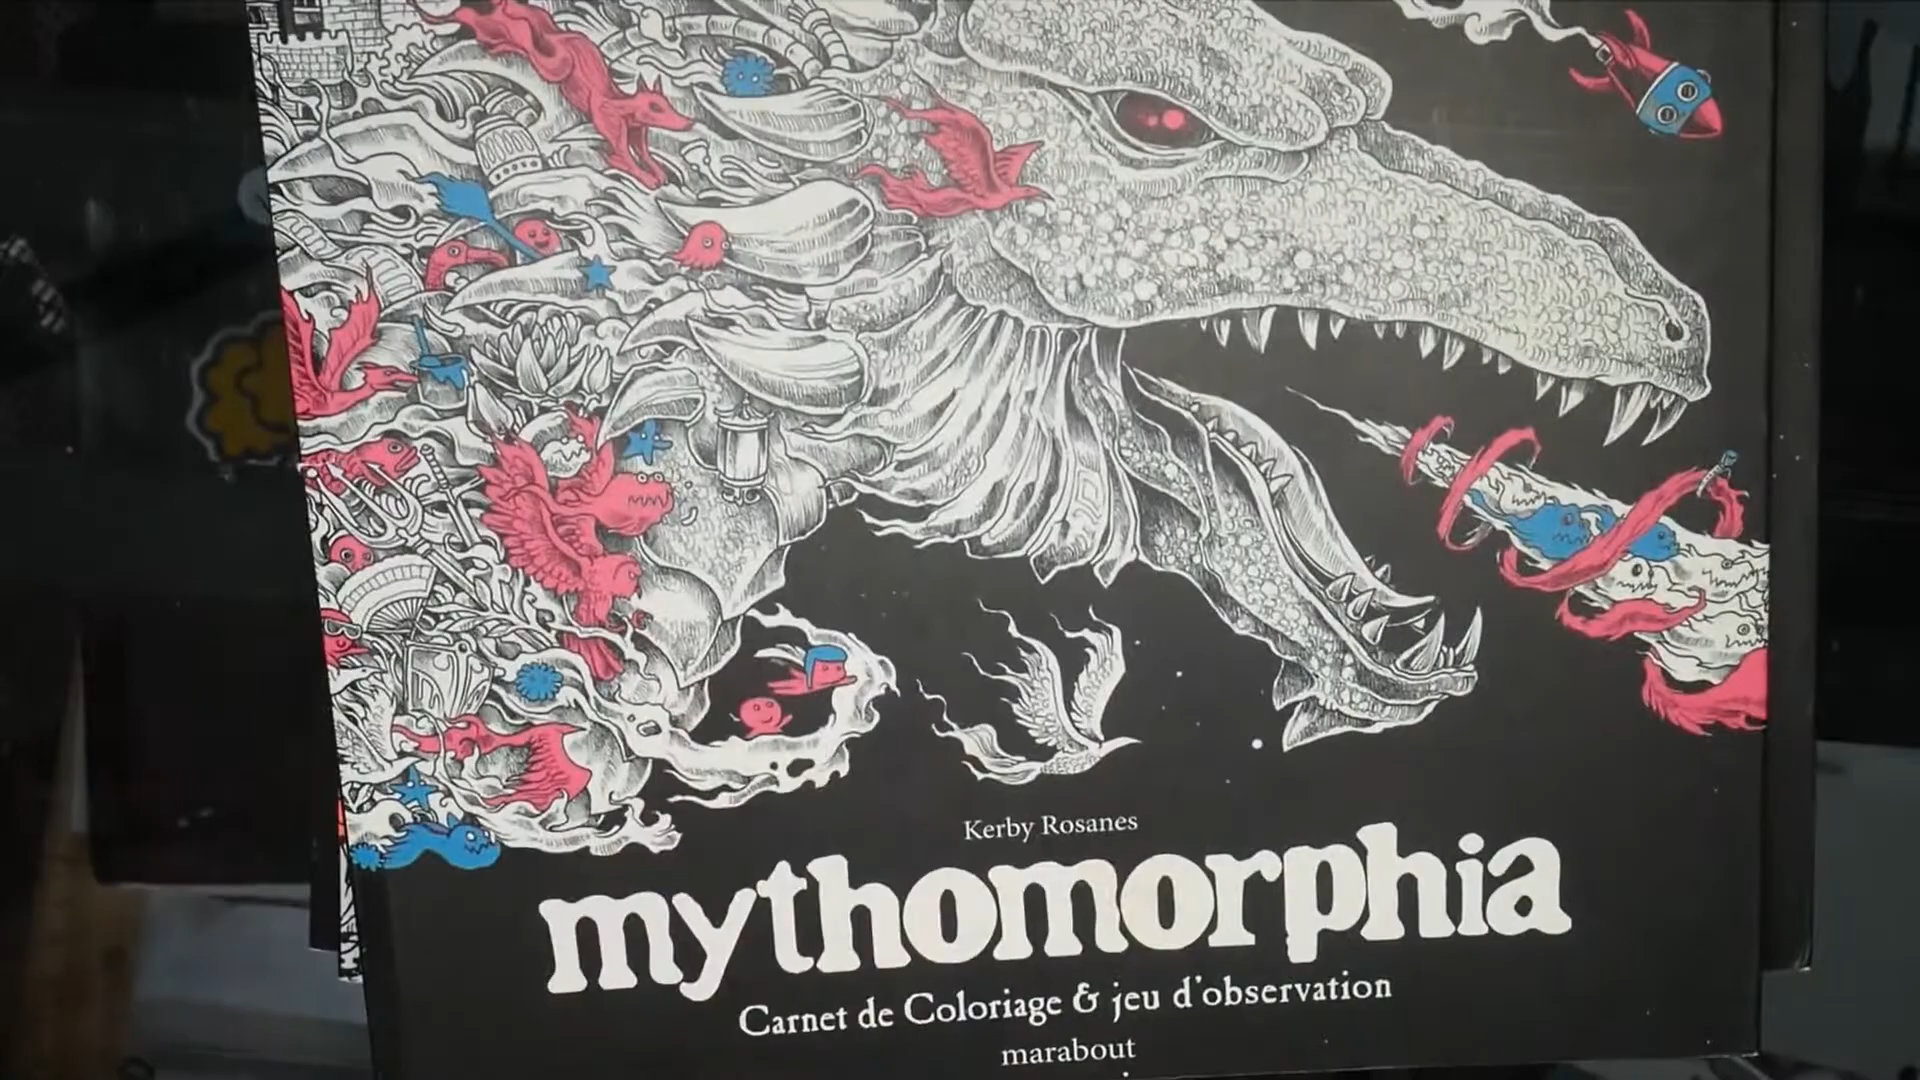 Kerby Rosanes
mythomorphia
Carnet de Coloriage & jeu d'observation
marabout